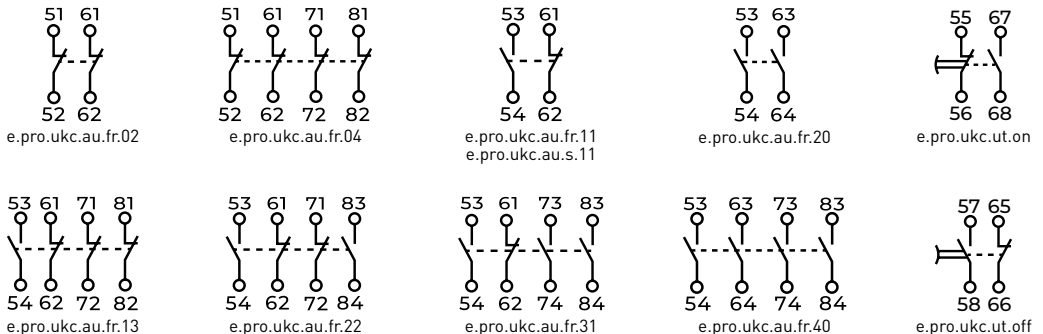 51 61
52 62
e.pro.ukc.au.fr.02
51 61 71 81
52 62 72 82
e.pro.ukc.au.fr.04
53 61
54 62
e.pro.ukc.au.fr.11
e.pro.ukc.au.s.11
53 63
54 64
e.pro.ukc.au.fr.20
55 67
56 68
e.pro.ukc.ut.on
53 61 71 81
54 62 72 82
e.pro.ukc.au.fr.13
53 61 71 83
54 62 72 84
e.pro.ukc.au.fr.22
53 61 73 83
54 62 74 84
e.pro.ukc.au.fr.31
53 63 73 83
54 64 74 84
e.pro.ukc.au.fr.40
57 65
58 66
e.pro.ukc.ut.off